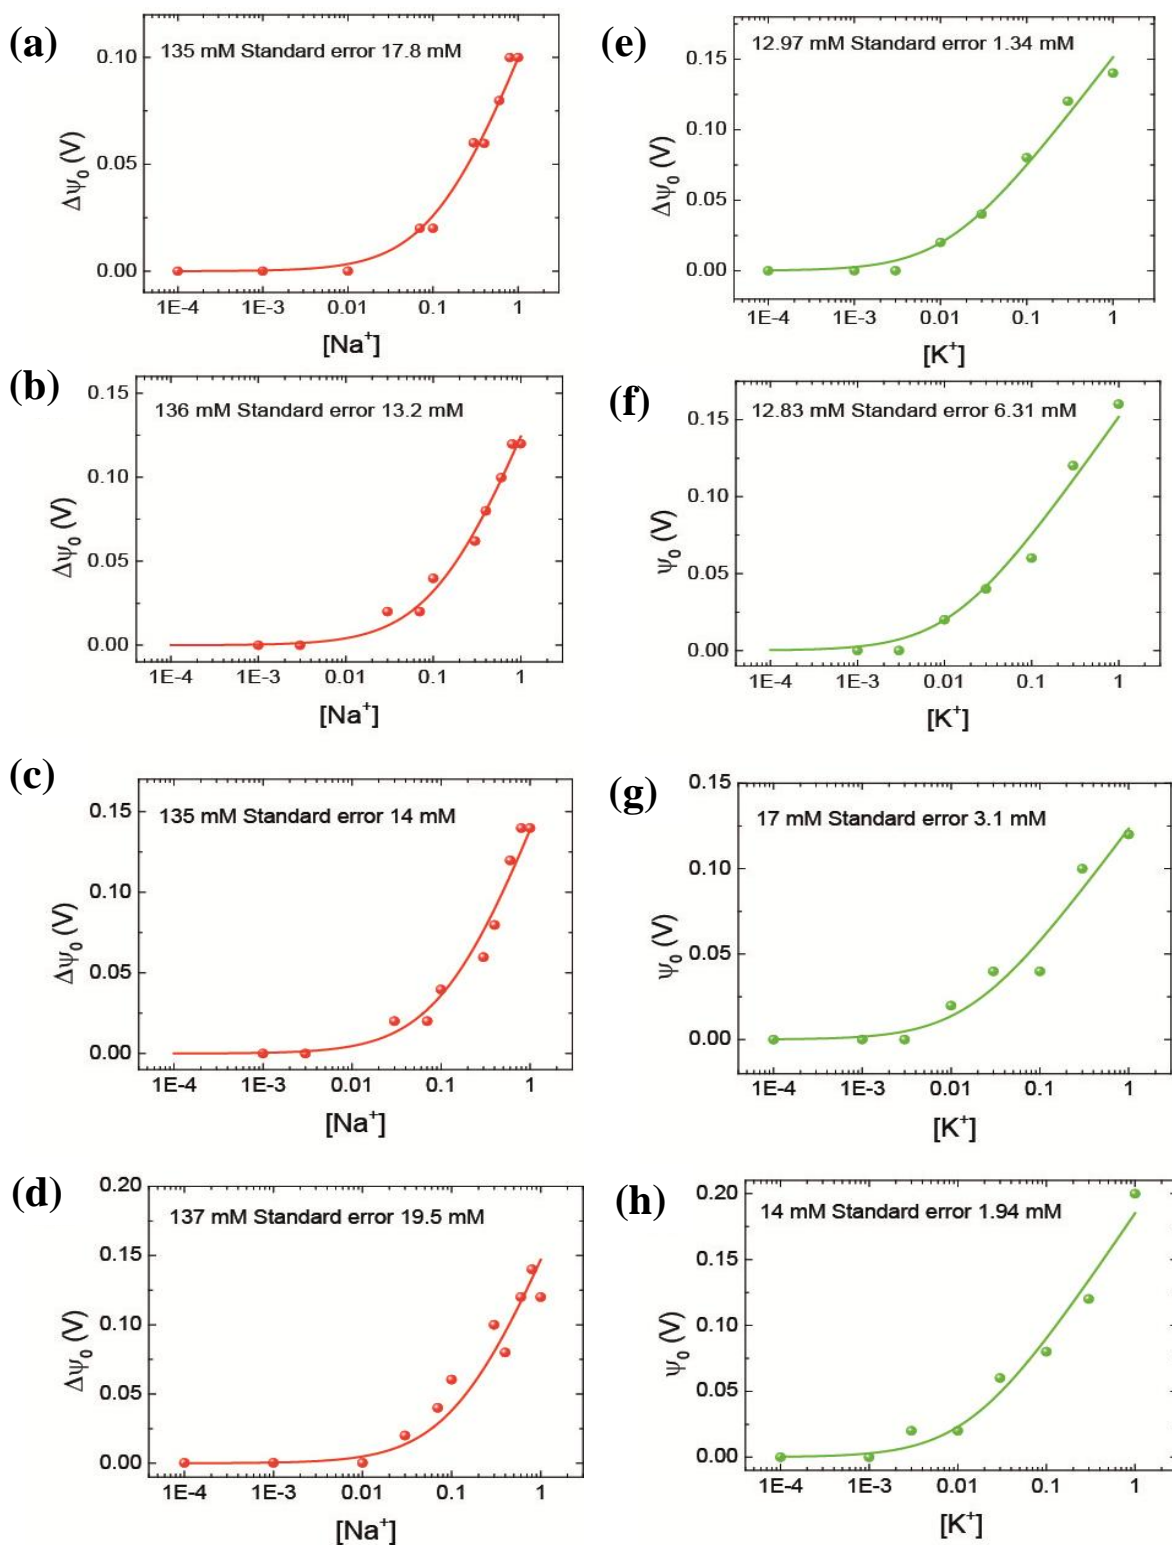 (a)
135 mM Standard error 17.8 mM
0.10
0.05
0.00
Δψ₀ (V)
1E-4 1E-3 0.01 0.1 1
[Na⁺]
(b)
136 mM Standard error 13.2 mM
0.15
0.10
0.05
0.00
Δψ₀ (V)
1E-4 1E-3 0.01 0.1 1
[Na⁺]
(c)
135 mM Standard error 14 mM
0.15
0.10
0.05
0.00
Δψ₀ (V)
1E-4 1E-3 0.01 0.1 1
[Na⁺]
(d)
137 mM Standard error 19.5 mM
0.20
0.15
0.10
0.05
0.00
Δψ₀ (V)
1E-4 1E-3 0.01 0.1 1
[Na⁺]
(e)
12.97 mM Standard error 1.34 mM
0.15
0.10
0.05
0.00
Δψ₀ (V)
1E-4 1E-3 0.01 0.1 1
[K⁺]
(f)
12.83 mM Standard error 6.31 mM
0.15
0.10
0.05
0.00
ψ₀ (V)
1E-4 1E-3 0.01 0.1 1
[K⁺]
(g)
17 mM Standard error 3.1 mM
0.15
0.10
0.05
0.00
ψ₀ (V)
1E-4 1E-3 0.01 0.1 1
[K⁺]
(h)
14 mM Standard error 1.94 mM
0.20
0.15
0.10
0.05
0.00
ψ₀ (V)
1E-4 1E-3 0.01 0.1 1
[K⁺]